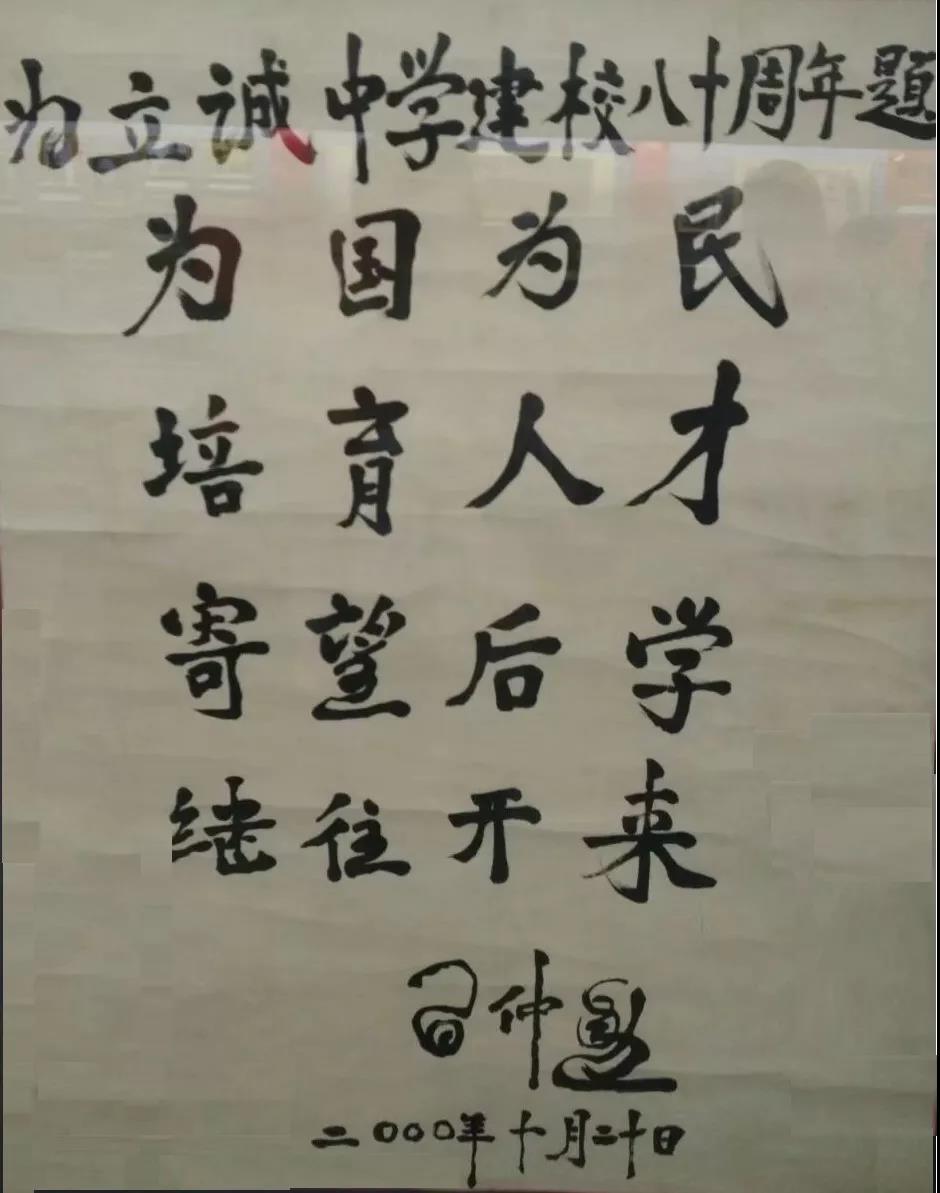 为立诚中学建校八十周年题
为国为民
培育人才
寄望后学
继往开来
习仲勋
二000年十月二十日